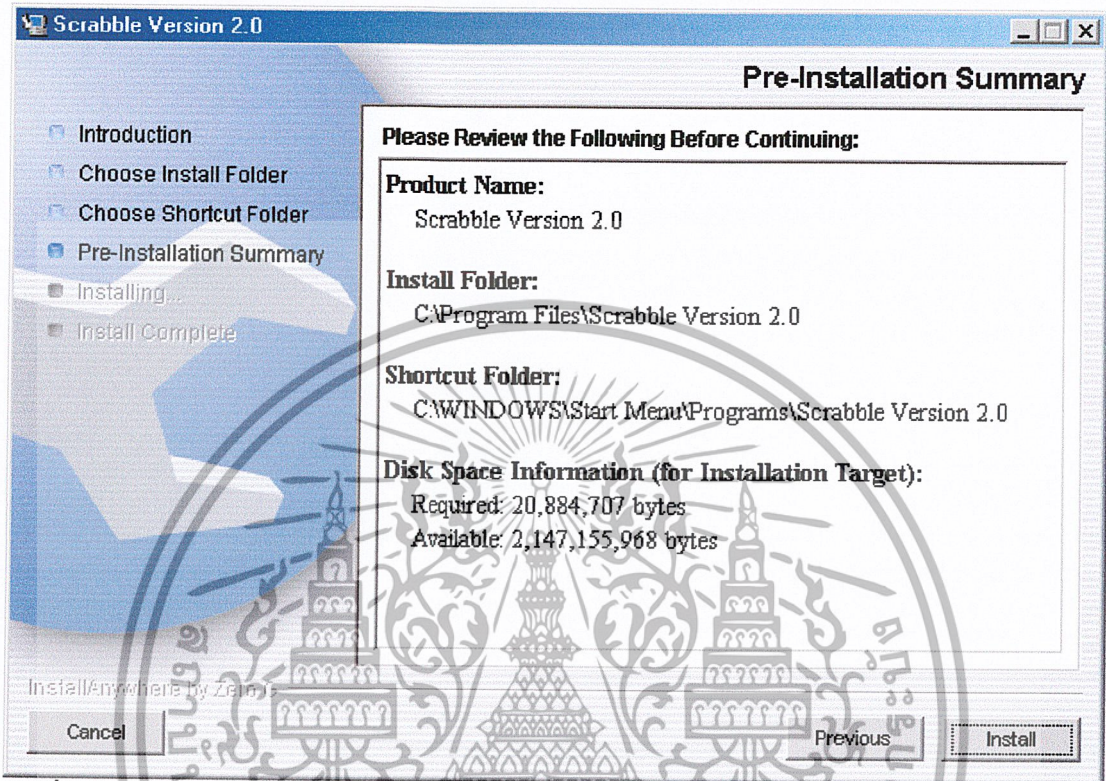 Scrabble Version 2.0
Pre-Installation Summary
Introduction
Choose Install Folder
Choose Shortcut Folder
Pre-Installation Summary
Installing...
Install Complete
Please Review the Following Before Continuing:
Product Name:
Scrabble Version 2.0
Install Folder:
C:\Program Files\Scrabble Version 2.0
Shortcut Folder:
C:\WINDOWS\Start Menu\Programs\Scrabble Version 2.0
Disk Space Information (for Installation Target):
Required: 20,884,707 bytes
Available: 2,147,155,968 bytes
InstallAnywhere by
Cancel
Previous
Install